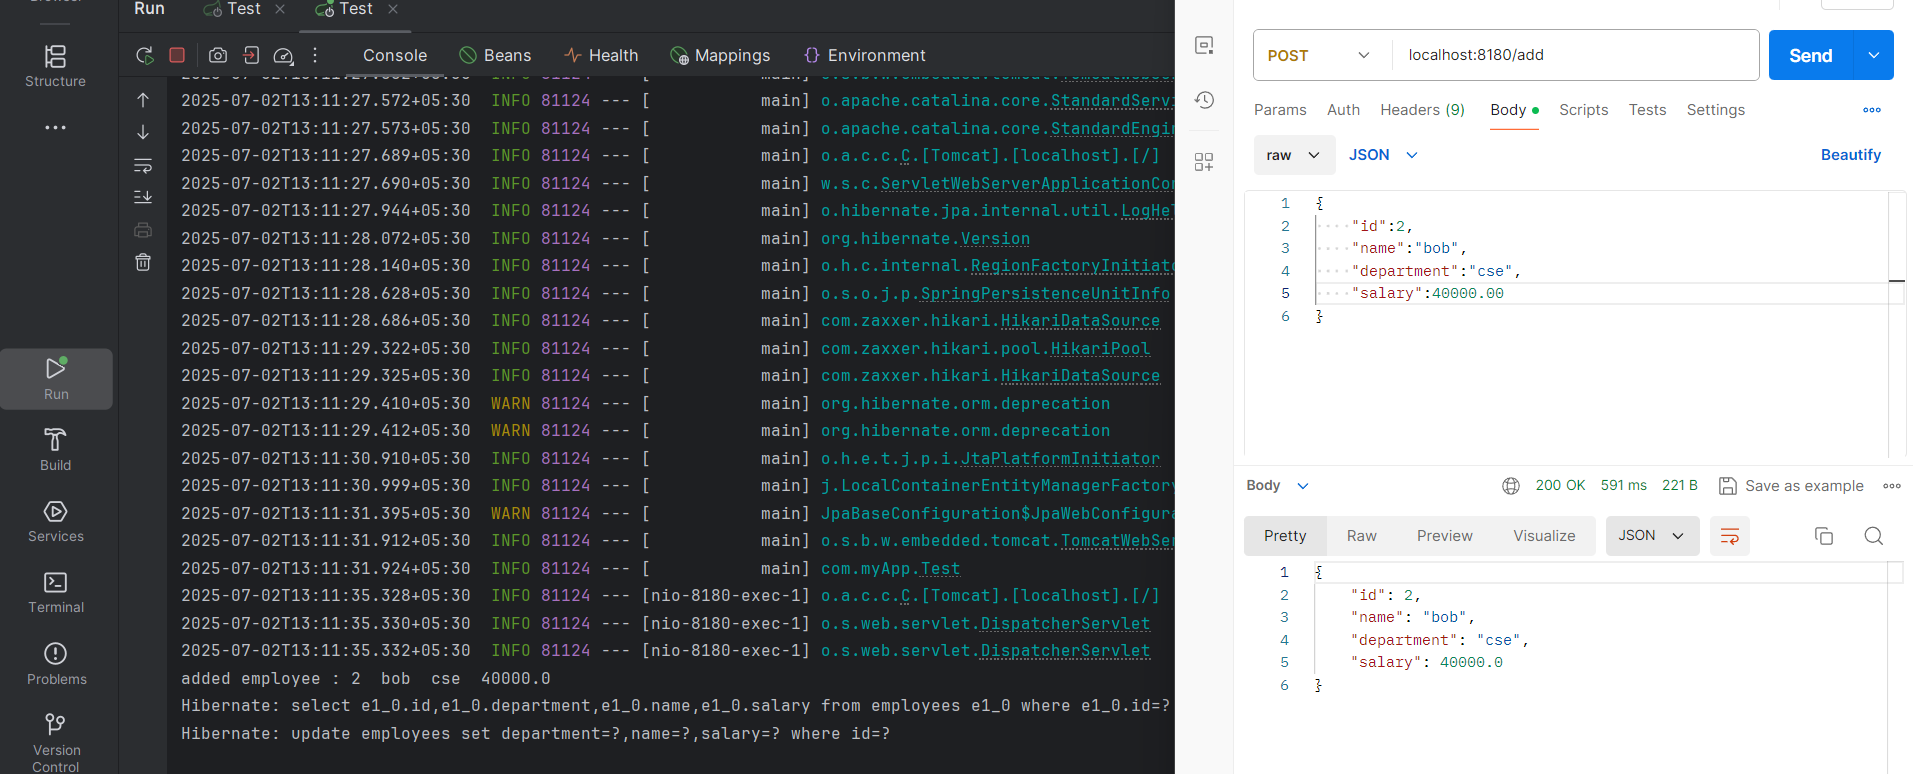 Structure
Run
Build
Services
Terminal
Problems
Version
Control
Run Test Test
Console Beans Health Mappings Environment
2025-07-02T13:11:27.572+05:30 INFO 81124 --- [ main] o.apache.catalina.core.StandardServi
2025-07-02T13:11:27.573+05:30 INFO 81124 --- [ main] o.apache.catalina.core.StandardEngin
2025-07-02T13:11:27.689+05:30 INFO 81124 --- [ main] o.a.c.c.C.[Tomcat].[localhost].[/]
2025-07-02T13:11:27.690+05:30 INFO 81124 --- [ main] w.s.c.ServletWebServerApplicationCon
2025-07-02T13:11:27.944+05:30 INFO 81124 --- [ main] o.hibernate.jpa.internal.util.LogHel
2025-07-02T13:11:28.072+05:30 INFO 81124 --- [ main] org.hibernate.Version
2025-07-02T13:11:28.140+05:30 INFO 81124 --- [ main] o.h.c.internal.RegionFactoryInitiato
2025-07-02T13:11:28.628+05:30 INFO 81124 --- [ main] o.s.o.j.p.SpringPersistenceUnitInfo
2025-07-02T13:11:28.686+05:30 INFO 81124 --- [ main] com.zaxxer.hikari.HikariDataSource
2025-07-02T13:11:29.322+05:30 INFO 81124 --- [ main] com.zaxxer.hikari.pool.HikariPool
2025-07-02T13:11:29.325+05:30 INFO 81124 --- [ main] com.zaxxer.hikari.HikariDataSource
2025-07-02T13:11:29.410+05:30 WARN 81124 --- [ main] org.hibernate.orm.deprecation
2025-07-02T13:11:29.412+05:30 WARN 81124 --- [ main] org.hibernate.orm.deprecation
2025-07-02T13:11:30.910+05:30 INFO 81124 --- [ main] o.h.e.t.j.p.i.JtaPlatformInitiator
2025-07-02T13:11:30.999+05:30 INFO 81124 --- [ main] j.LocalContainerEntityManagerFactory
2025-07-02T13:11:31.395+05:30 WARN 81124 --- [ main] JpaBaseConfiguration$JpaWebConfigura
2025-07-02T13:11:31.912+05:30 INFO 81124 --- [ main] o.s.b.w.embedded.tomcat.TomcatWebSer
2025-07-02T13:11:31.924+05:30 INFO 81124 --- [ main] com.myApp.Test
2025-07-02T13:11:35.328+05:30 INFO 81124 --- [nio-8180-exec-1] o.a.c.c.C.[Tomcat].[localhost].[/]
2025-07-02T13:11:35.330+05:30 INFO 81124 --- [nio-8180-exec-1] o.s.web.servlet.DispatcherServlet
2025-07-02T13:11:35.332+05:30 INFO 81124 --- [nio-8180-exec-1] o.s.web.servlet.DispatcherServlet
added employee : 2 bob cse 40000.0
Hibernate: select e1_0.id,e1_0.department,e1_0.name,e1_0.salary from employees e1_0 where e1_0.id=?
Hibernate: update employees set department=?,name=?,salary=? where id=?
POST localhost:8180/add Send
Params Auth Headers (9) Body Scripts Tests Settings
raw JSON Beautify
1 {
2 "id":2,
3 "name":"bob",
4 "department":"cse",
5 "salary":40000.00
6 }
Body 200 OK 591 ms 221 B Save as example
Pretty Raw Preview Visualize JSON
1 {
2 "id": 2,
3 "name": "bob",
4 "department": "cse",
5 "salary": 40000.0
6 }